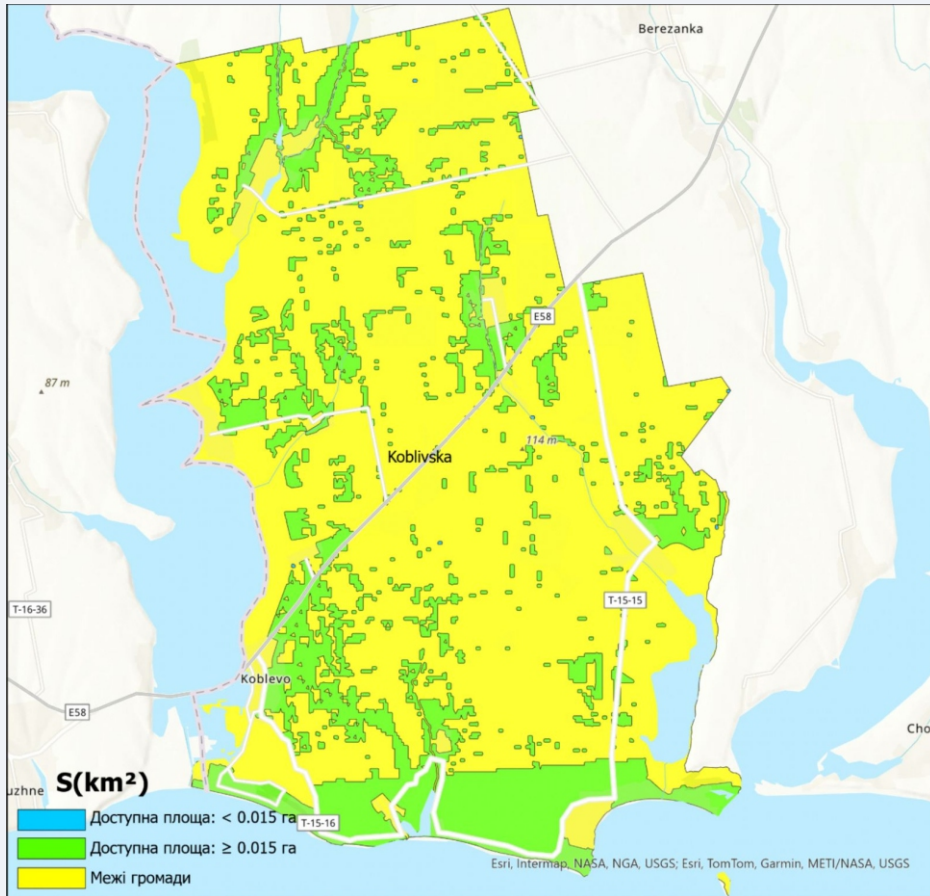 Berezanka
E58
87 m
114 m
Koblivska
T-16-36
T-15-15
Koblevo
E58
Cho
uzhne
S(km²)
Доступна площа: < 0.015 га
T-15-16
Доступна площа: ≥ 0.015 га
Межі громади
Esri, Intermap, NASA, NGA, USGS; Esri, TomTom, Garmin, METI/NASA, USGS